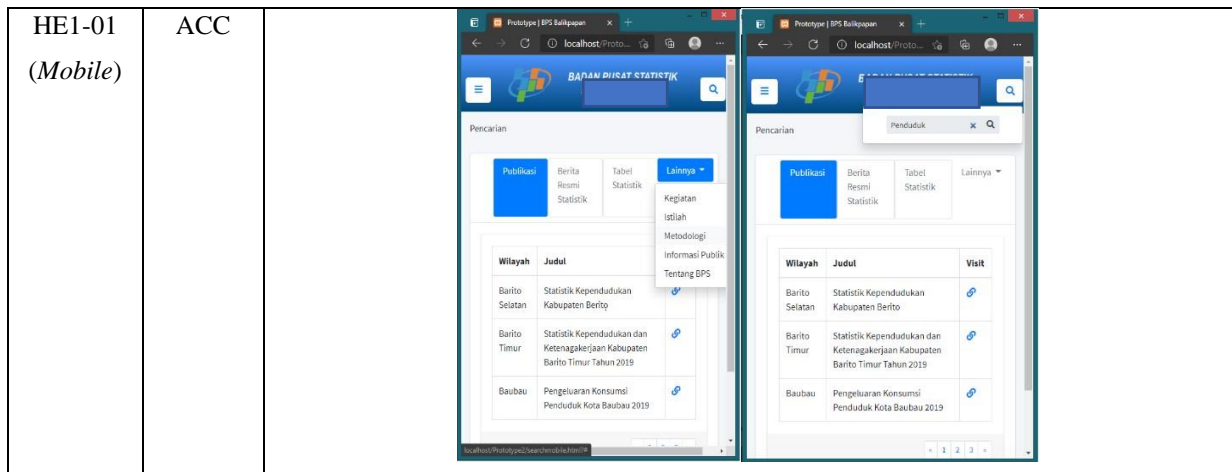 HE1-01
(Mobile)
ACC
Prototype | BPS Balikpapan
localhost/Proto...
BADAN PUSAT STATISTIK
Pencarian
Publikasi
Berita
Resmi
Statistik
Tabel
Statistik
Lainnya
Kegiatan
Istilah
Metodologi
Informasi Publik
Tentang BPS
Wilayah Judul
Barito
Selatan
Statistik Kependudukan
Kabupaten Berito
Barito
Timur
Statistik Kependudukan dan
Ketenagakerjaan Kabupaten
Barito Timur Tahun 2019
Baubau
Pengeluaran Konsumsi
Penduduk Kota Baubau 2019
localhost/Prototype2/searchmobile.html?#
Prototype | BPS Balikpapan
localhost/Proto...
Penduduk
Pencarian
Publikasi
Berita
Resmi
Statistik
Tabel
Statistik
Lainnya
Wilayah Judul Visit
Barito
Selatan
Statistik Kependudukan
Kabupaten Berito
Barito
Timur
Statistik Kependudukan dan
Ketenagakerjaan Kabupaten
Barito Timur Tahun 2019
Baubau
Pengeluaran Konsumsi
Penduduk Kota Baubau 2019
« 1 2 3 »